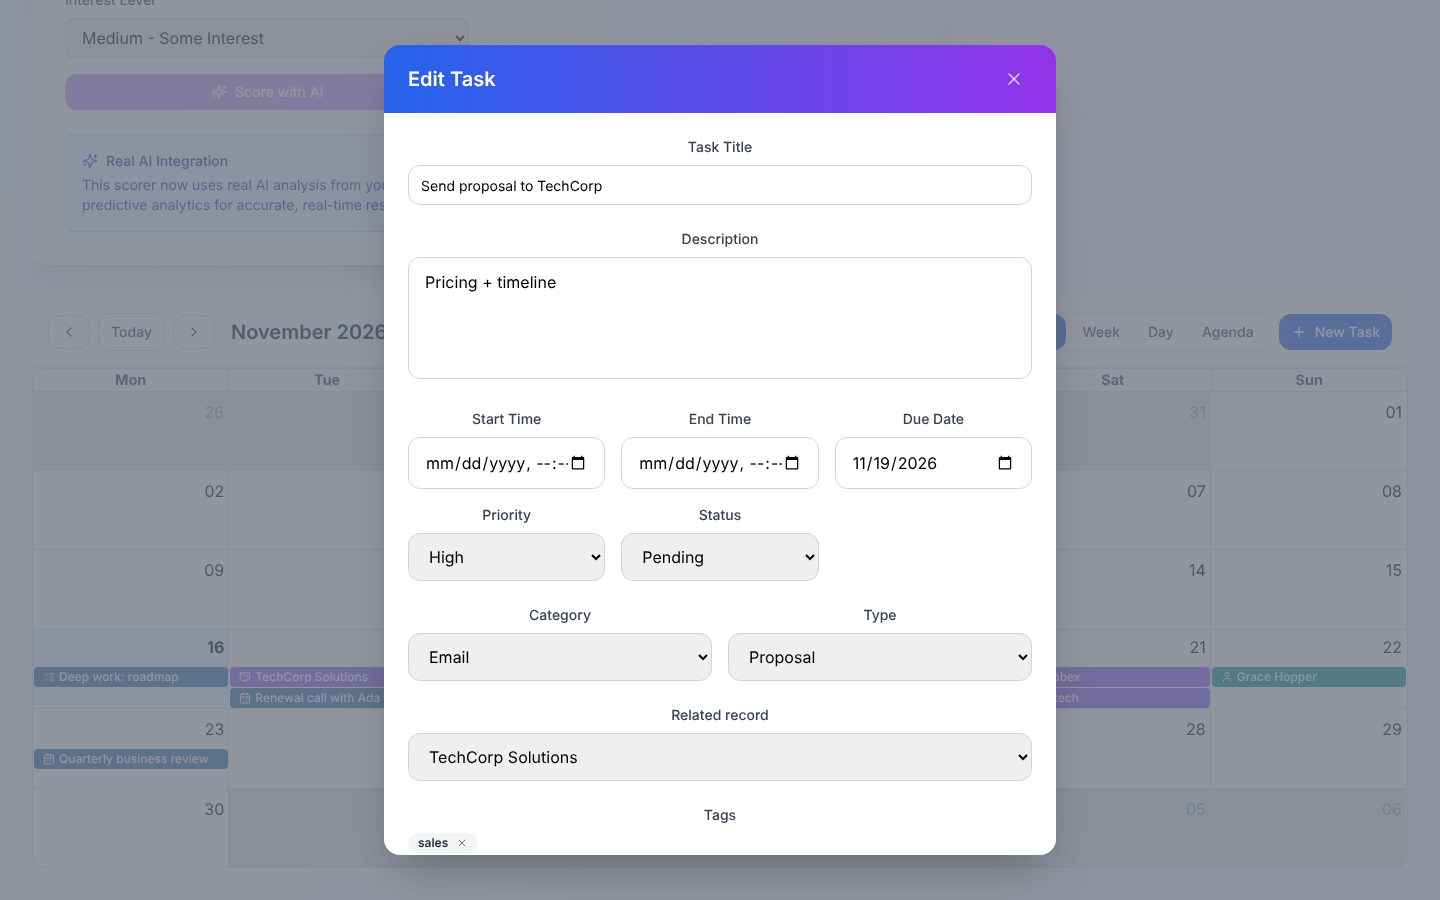 Interest Level
Medium - Some Interest
Score with AI
Real AI Integration
This scorer now uses real AI analysis from
predictive analytics for accurate, real-time
Edit Task
Task Title
Send proposal to TechCorp
Description
Pricing + timeline
Start Time End Time Due Date
mm/dd/yyyy, --:-- mm/dd/yyyy, --:-- 11/19/2026
Priority Status
High Pending
Category Type
Email Proposal
Related record
TechCorp Solutions
Tags
sales
Today November 2026 Week Day Agenda New Task
Mon Tue Sat Sun
26 31 01
02 07 08
09 14 15
16 21 22
Deep work: roadmap TechCorp Solutions Grace Hopper
Renewal call with Ada
23 28 29
Quarterly business review
30 05 06